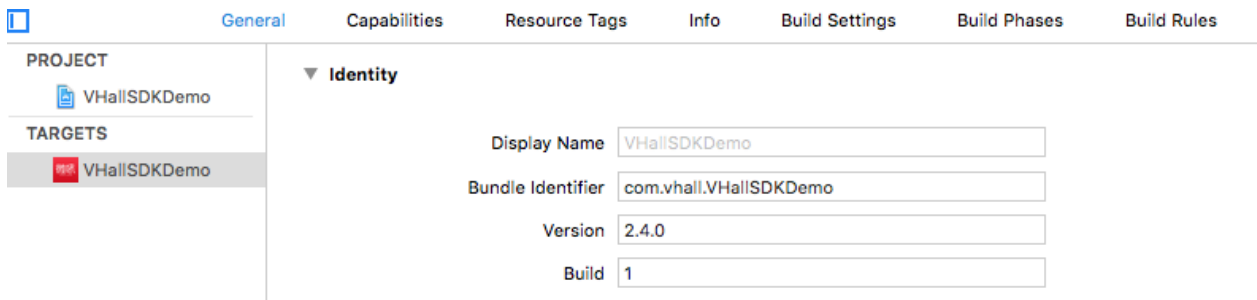 General Capabilities Resource Tags Info Build Settings Build Phases Build Rules
PROJECT
VHallSDKDemo
TARGETS
VHallSDKDemo
Identity
Display Name VHallSDKDemo
Bundle Identifier com.vhall.VHallSDKDemo
Version 2.4.0
Build 1